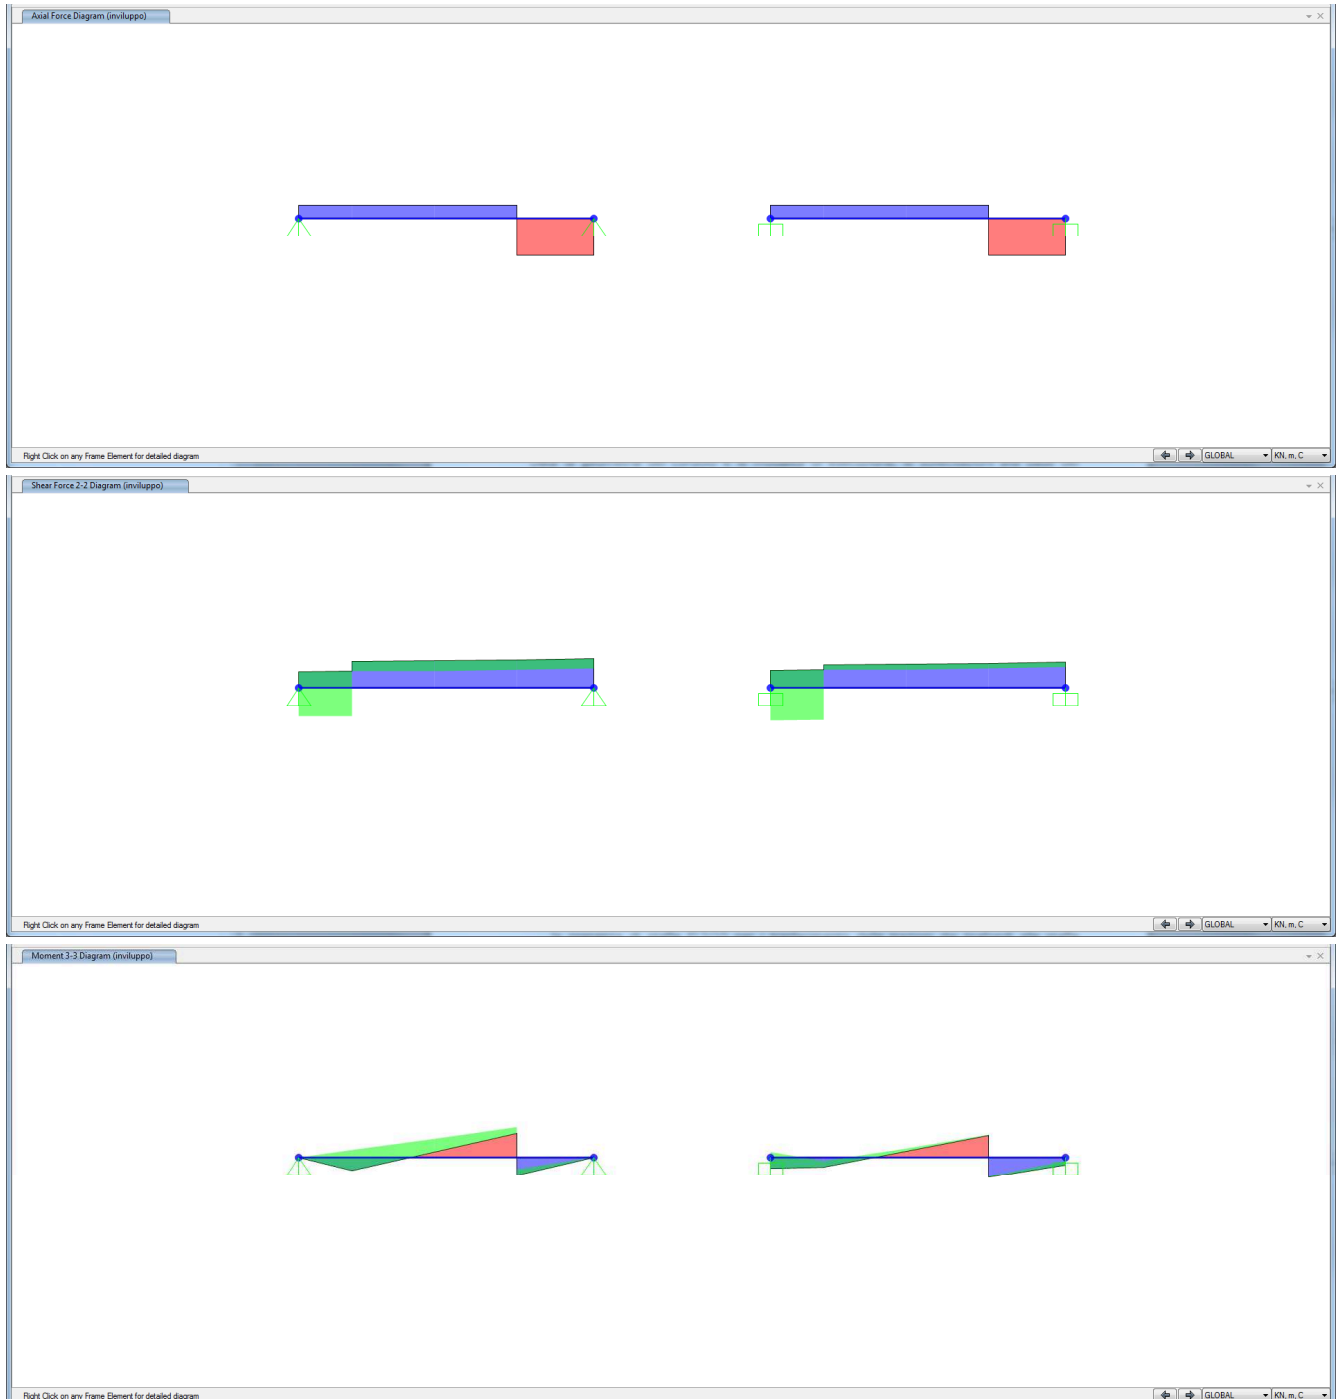 Axial Force Diagram (inviluppo)
Right Click on any Frame Element for detailed diagram
GLOBAL
KN, m, C
Shear Force 2-2 Diagram (inviluppo)
Right Click on any Frame Element for detailed diagram
GLOBAL
KN, m, C
Moment 3-3 Diagram (inviluppo)
Right Click on any Frame Element for detailed diagram
GLOBAL
KN, m, C